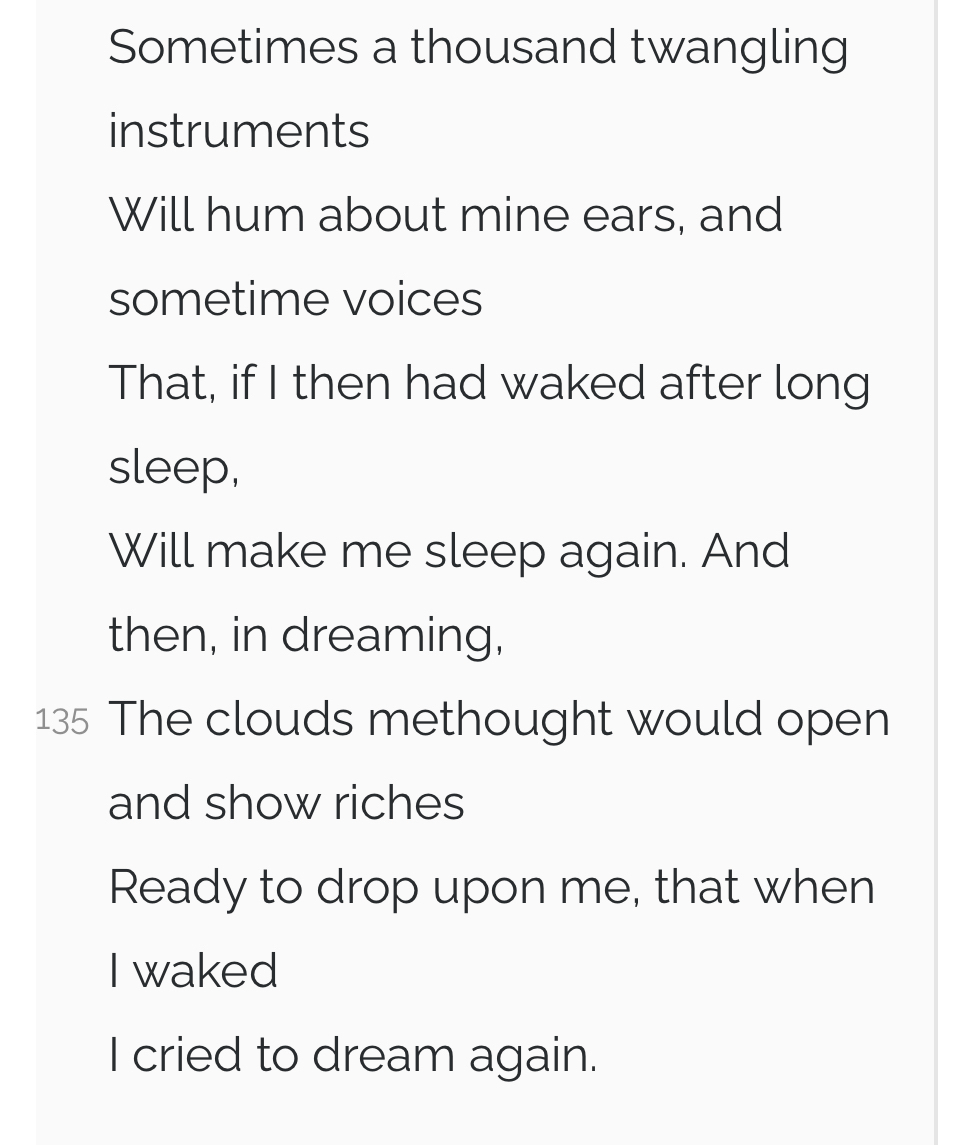 Sometimes a thousand twangling
instruments
Will hum about mine ears, and
sometime voices
That, if I then had waked after long
sleep,
Will make me sleep again. And
then, in dreaming,
135 The clouds methought would open
and show riches
Ready to drop upon me, that when
I waked
I cried to dream again.